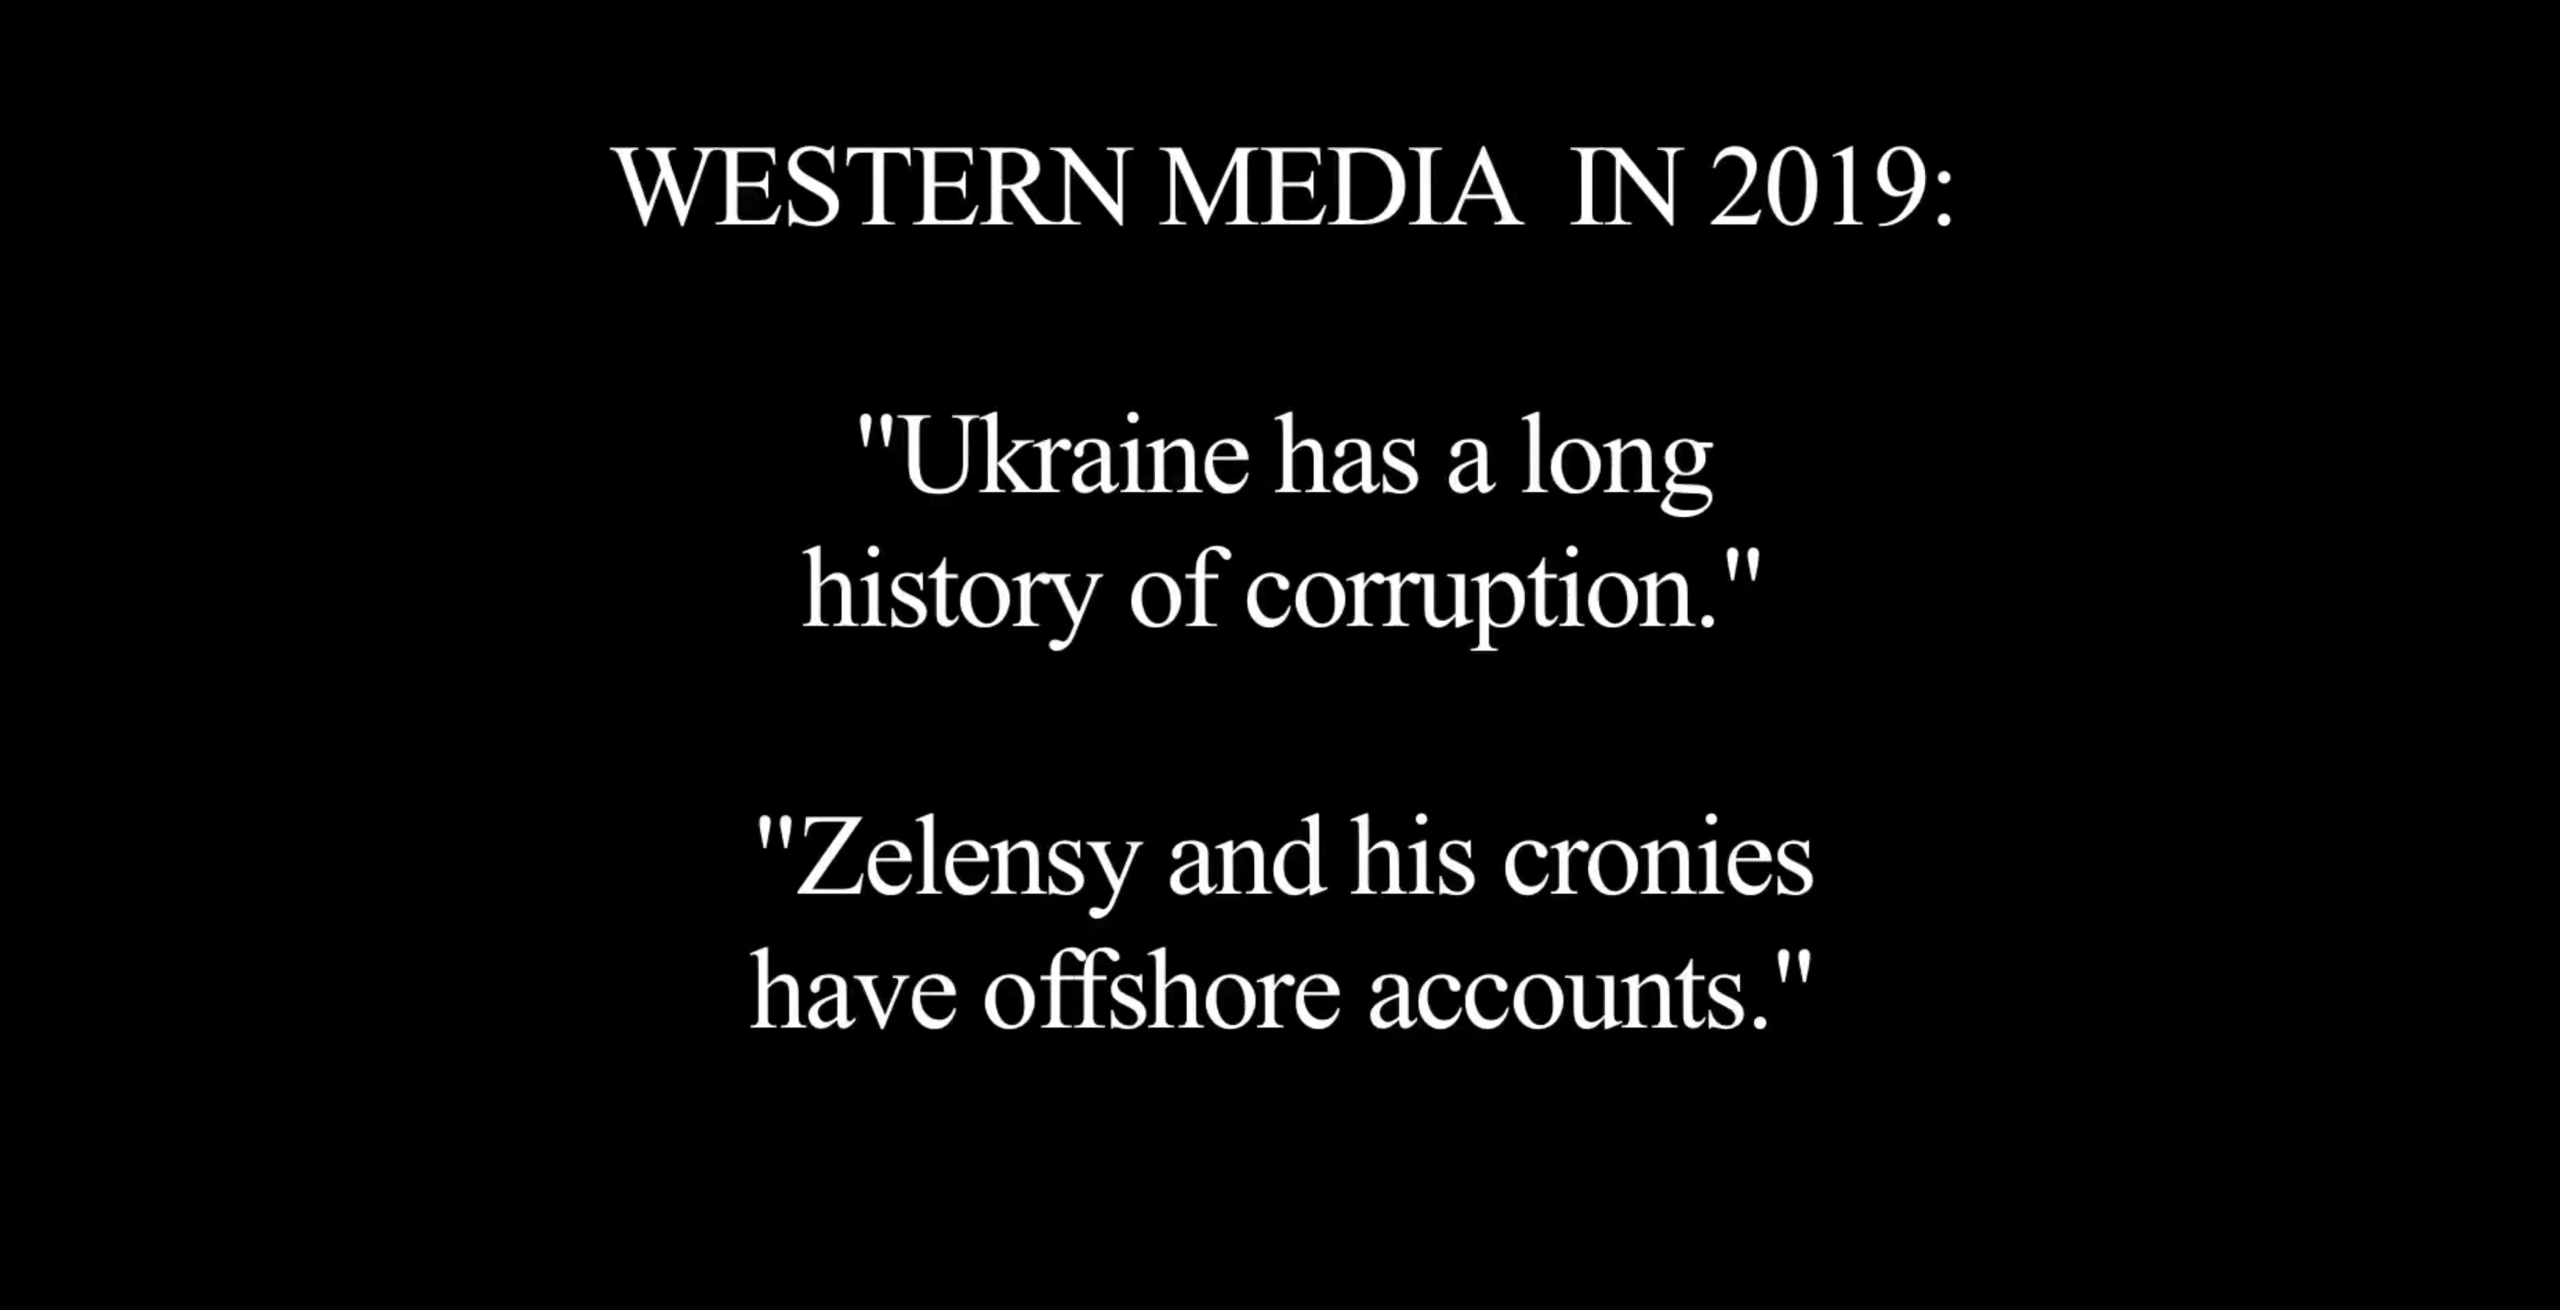 WESTERN MEDIA  IN 2019:
"Ukraine has a long
history of corruption."
"Zelensy and his cronies
have offshore accounts."